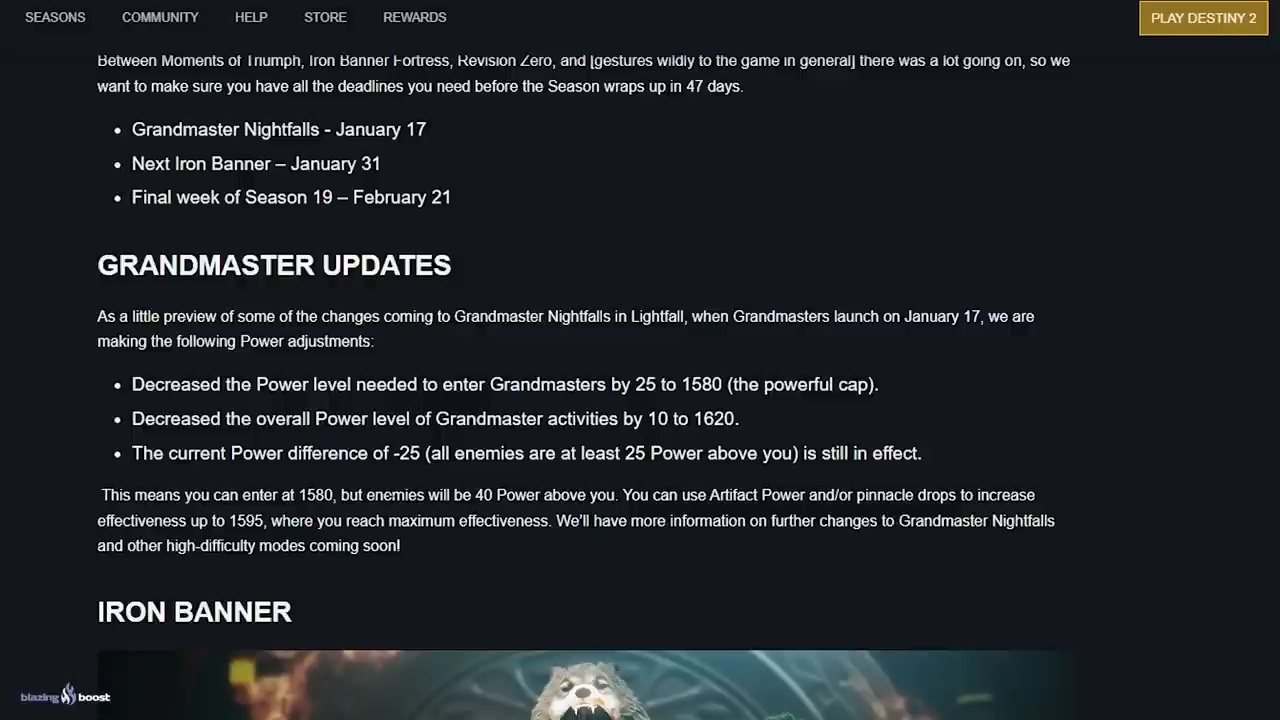 SEASONS COMMUNITY HELP STORE REWARDS PLAY DESTINY 2
Between Moments of Triumph, Iron Banner Fortress, Revision Zero, and [gestures wildly to the game in general] there was a lot going on, so we
want to make sure you have all the deadlines you need before the Season wraps up in 47 days.
• Grandmaster Nightfalls - January 17
• Next Iron Banner – January 31
• Final week of Season 19 – February 21
GRANDMASTER UPDATES
As a little preview of some of the changes coming to Grandmaster Nightfalls in Lightfall, when Grandmasters launch on January 17, we are
making the following Power adjustments:
• Decreased the Power level needed to enter Grandmasters by 25 to 1580 (the powerful cap).
• Decreased the overall Power level of Grandmaster activities by 10 to 1620.
• The current Power difference of -25 (all enemies are at least 25 Power above you) is still in effect.
This means you can enter at 1580, but enemies will be 40 Power above you. You can use Artifact Power and/or pinnacle drops to increase
effectiveness up to 1595, where you reach maximum effectiveness. We'll have more information on further changes to Grandmaster Nightfalls
and other high-difficulty modes coming soon!
IRON BANNER
blazing boost